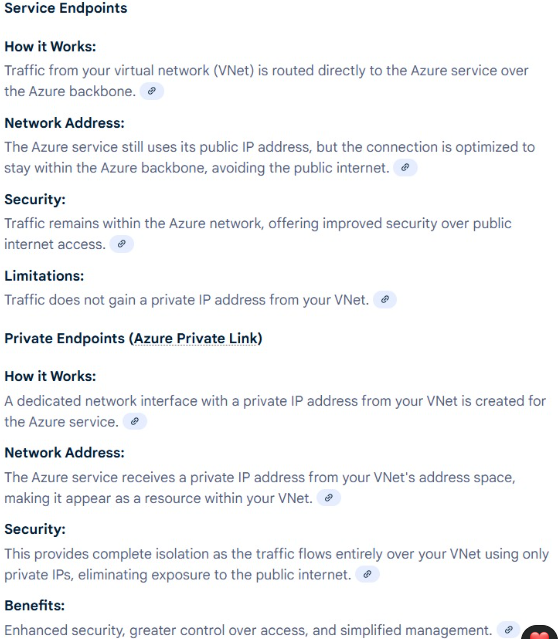 Service Endpoints
How it Works:
Traffic from your virtual network (VNet) is routed directly to the Azure service over
the Azure backbone.
Network Address:
The Azure service still uses its public IP address, but the connection is optimized to
stay within the Azure backbone, avoiding the public internet.
Security:
Traffic remains within the Azure network, offering improved security over public
internet access.
Limitations:
Traffic does not gain a private IP address from your VNet.
Private Endpoints (Azure Private Link)
How it Works:
A dedicated network interface with a private IP address from your VNet is created for
the Azure service.
Network Address:
The Azure service receives a private IP address from your VNet's address space,
making it appear as a resource within your VNet.
Security:
This provides complete isolation as the traffic flows entirely over your VNet using only
private IPs, eliminating exposure to the public internet.
Benefits:
Enhanced security, greater control over access, and simplified management.